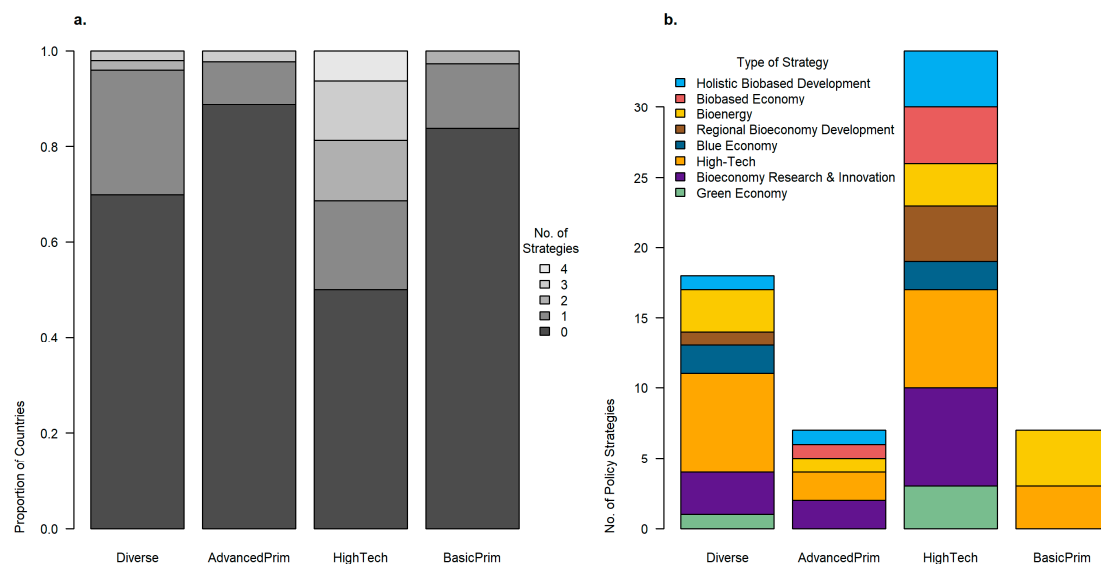 a.
Proportion of Countries
1.0
0.8
0.6
0.4
0.2
0.0
Diverse
AdvancedPrim
HighTech
BasicPrim
No. of
Strategies
4
3
2
1
0
b.
Type of Strategy
Holistic Biobased Development
Biobased Economy
Bioenergy
Regional Bioeconomy Development
Blue Economy
High-Tech
Bioeconomy Research & Innovation
Green Economy
No. of Policy Strategies
30
25
20
15
10
5
0
Diverse
AdvancedPrim
HighTech
BasicPrim